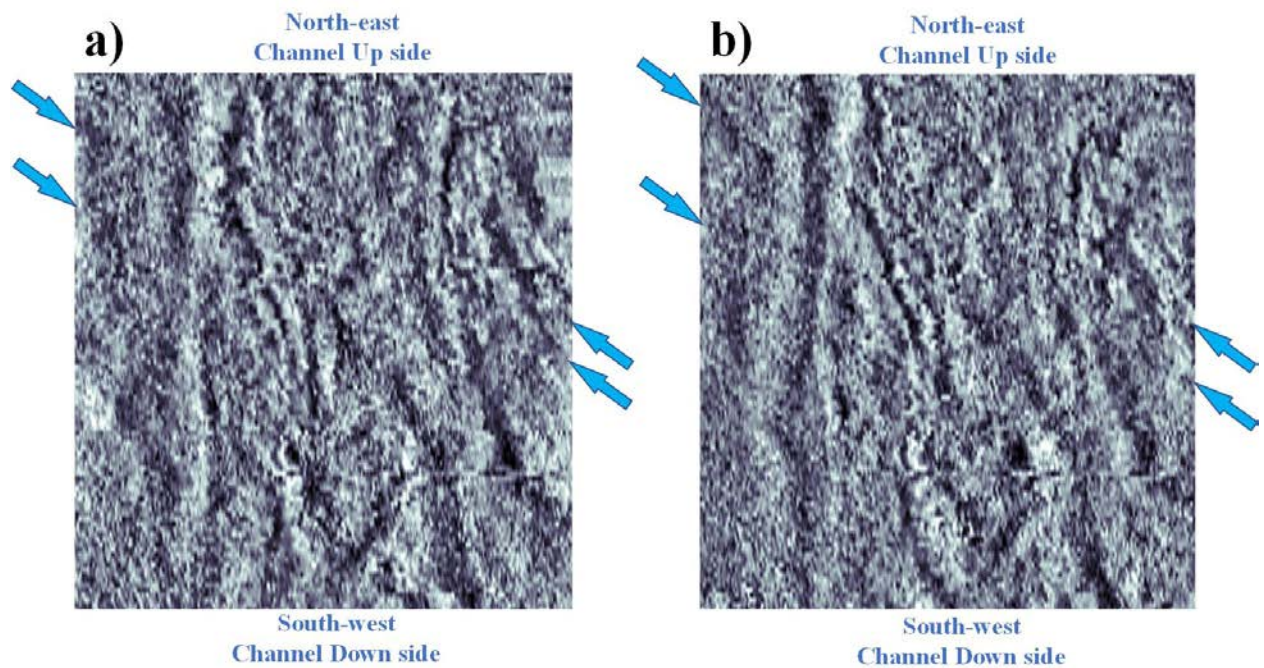 a)
North-east
Channel Up side
South-west
Channel Down side
b)
North-east
Channel Up side
South-west
Channel Down side